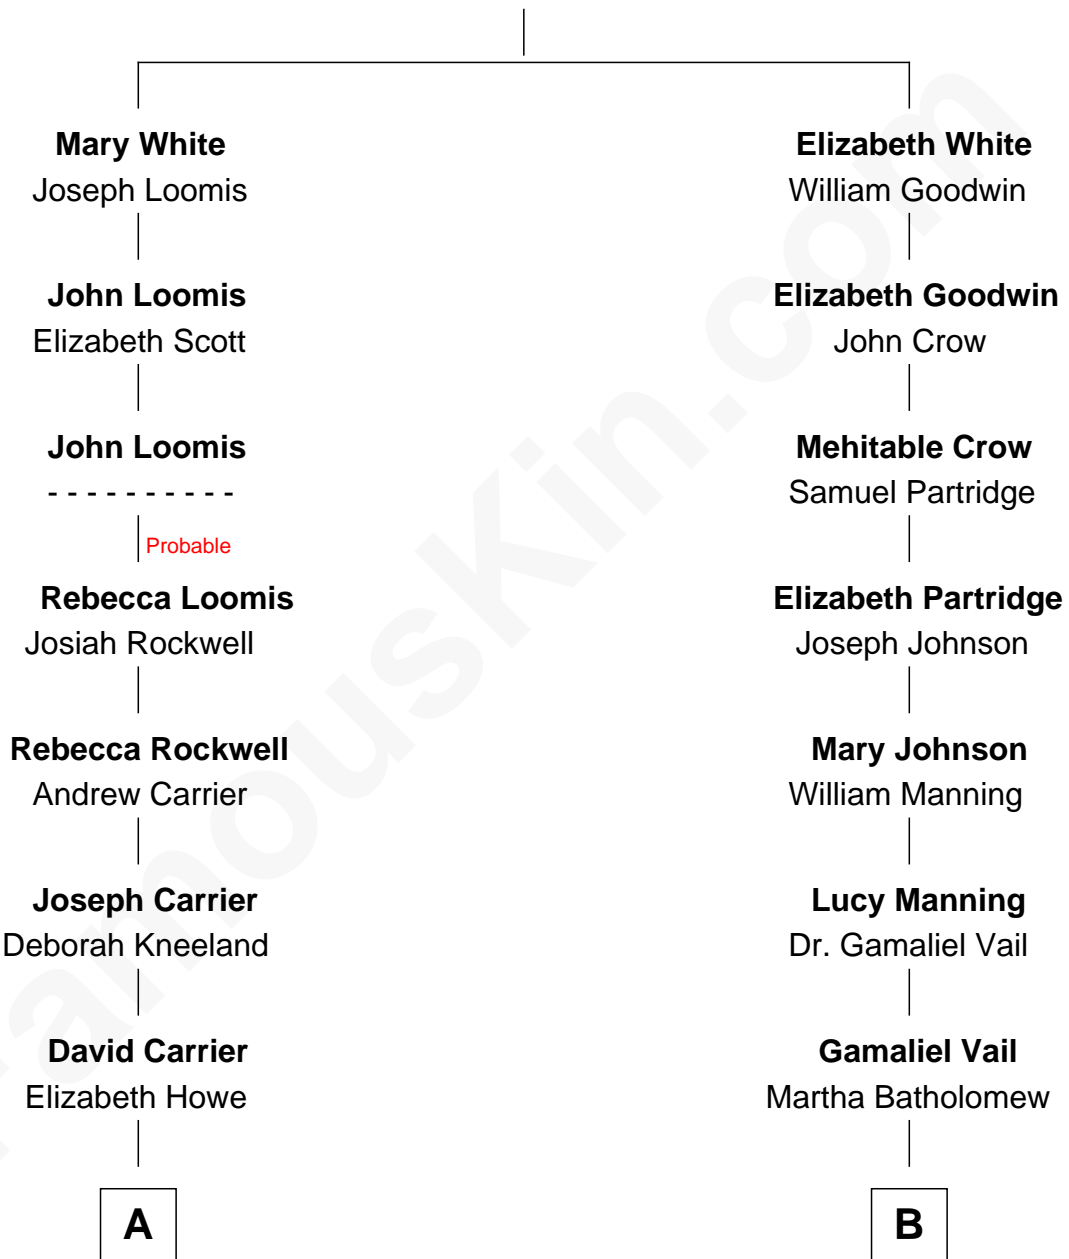 Mary White
Joseph Loomis
Elizabeth White
William Goodwin
John Loomis
Elizabeth Scott
Elizabeth Goodwin
John Crow
John Loomis
- - - - - - - - - -
Mehitable Crow
Samuel Partridge
Probable
Rebecca Loomis
Josiah Rockwell
Elizabeth Partridge
Joseph Johnson
Rebecca Rockwell
Andrew Carrier
Mary Johnson
William Manning
Joseph Carrier
Deborah Kneeland
Lucy Manning
Dr. Gamaliel Vail
David Carrier
Elizabeth Howe
Gamaliel Vail
Martha Batholomew
A
B
FamousKin.com